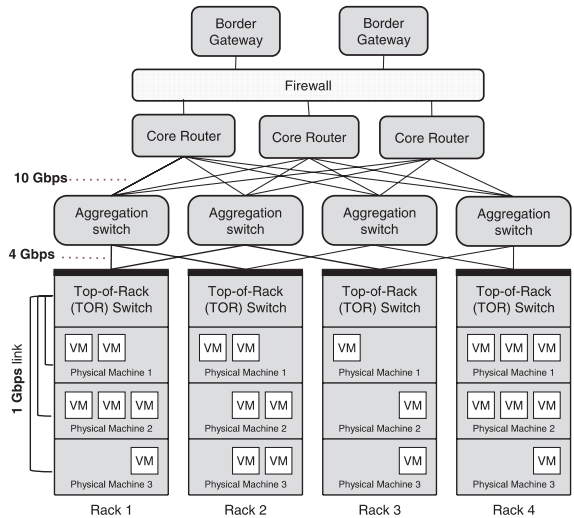 Border
Gateway
Border
Gateway
Firewall
Core Router
Core Router
Core Router
10 Gbps
Aggregation
switch
Aggregation
switch
Aggregation
switch
Aggregation
switch
4 Gbps
1 Gbps link
Top-of-Rack
(TOR) Switch
VM VM
Physical Machine 1
VM VM VM
Physical Machine 2
VM
Physical Machine 3
Rack 1
Top-of-Rack
(TOR) Switch
VM VM
Physical Machine 1
VM VM
Physical Machine 2
VM VM
Physical Machine 3
Rack 2
Top-of-Rack
(TOR) Switch
VM
Physical Machine 1
VM
Physical Machine 2
VM
Physical Machine 3
Rack 3
Top-of-Rack
(TOR) Switch
VM VM VM
Physical Machine 1
VM VM VM
Physical Machine 2
VM
Physical Machine 3
Rack 4